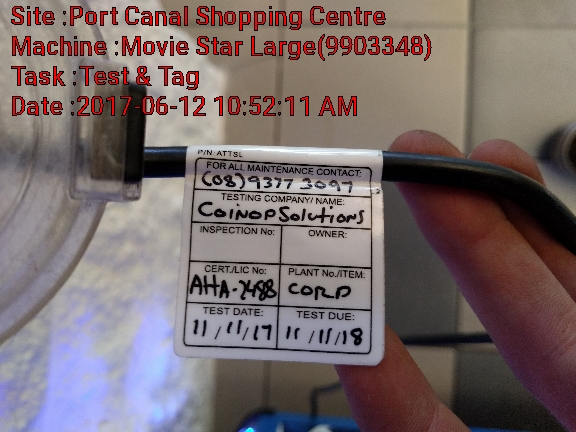 Site :Port Canal Shopping Centre
Machine :Movie Star Large(9903348)
Task :Test & Tag
Date :2017-06-12 10:52:11 AM
P/N: ATTSL
FOR ALL MAINTENANCE CONTACT:
(08) 9377 3097
TESTING COMPANY/ NAME:
Coinop Solutions
INSPECTION No: OWNER:
CERT./LIC No: PLANT No./ITEM:
AHA-2488 CORD
TEST DATE: TEST DUE:
11/11/17 11/11/18